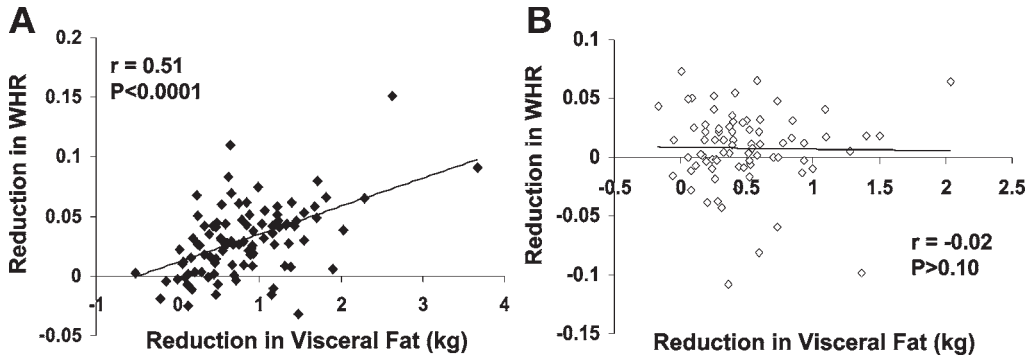 A
Reduction in WHR
0.2
0.15
0.1
0.05
0
-0.05
r = 0.51
P<0.0001
-1
0
1
2
3
4
Reduction in Visceral Fat (kg)
B
Reduction in WHR
0.1
0.05
0
-0.05
-0.1
-0.15
-0.5
0
0.5
1
1.5
2
2.5
r = -0.02
P>0.10
Reduction in Visceral Fat (kg)